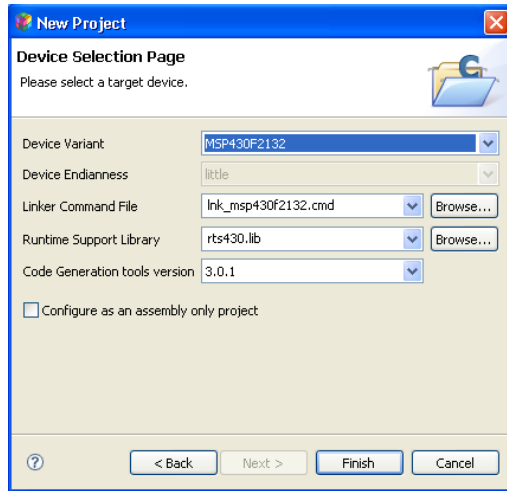 New Project
Device Selection Page
Please select a target device.
C
Device Variant MSP430F2132
Device Endianness little
Linker Command File lnk_msp430f2132.cmd Browse...
Runtime Support Library rts430.lib Browse...
Code Generation tools version 3.0.1
Configure as an assembly only project
? < Back Next > Finish Cancel